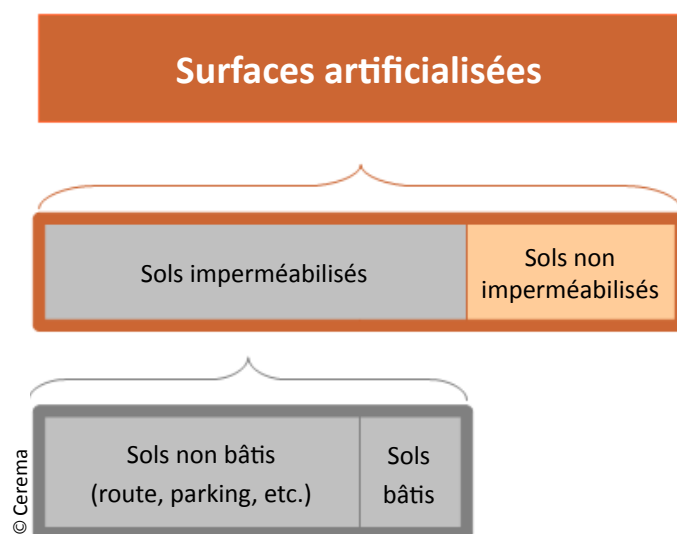 Surfaces artificialisées
Sols imperméabilisés
Sols non
imperméabilisés
Sols non bâtis
(route, parking, etc.)
Sols
bâtis
© Cerema